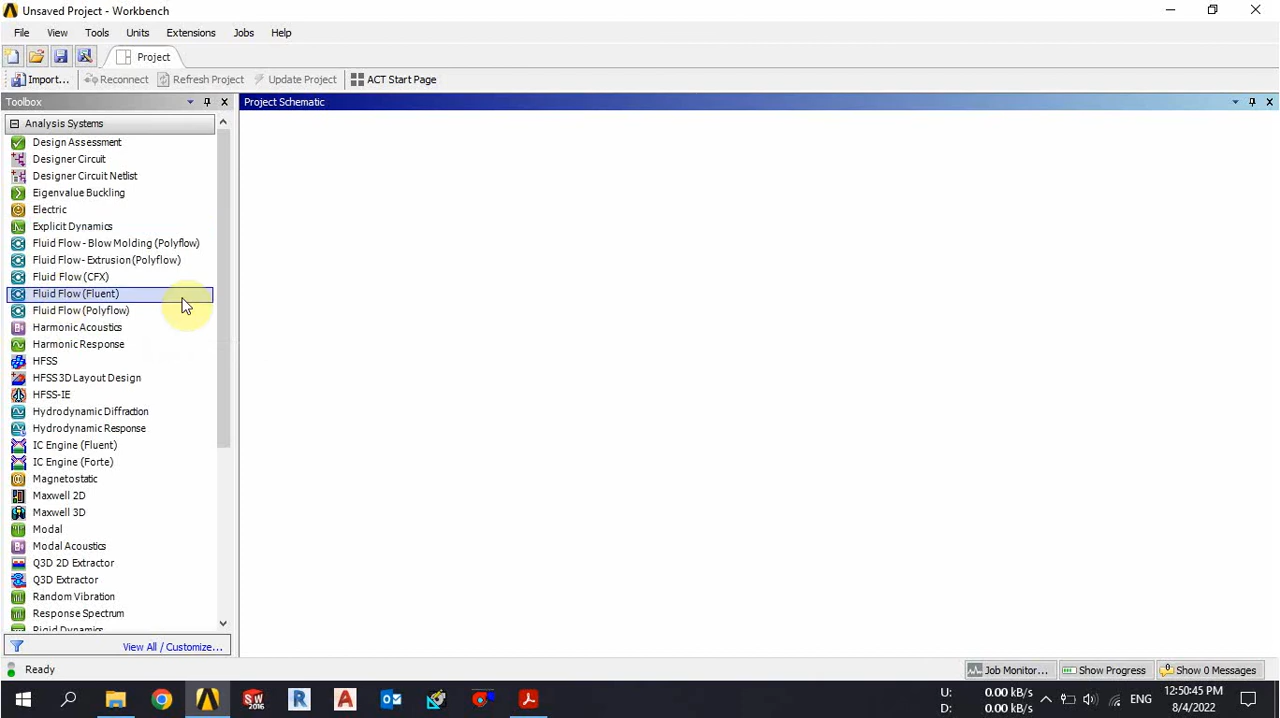 Unsaved Project - Workbench
File View Tools Units Extensions Jobs Help
Project
Import... Reconnect Refresh Project Update Project ACT Start Page
Toolbox
Project Schematic
Analysis Systems
Design Assessment
Designer Circuit
Designer Circuit Netlist
Eigenvalue Buckling
Electric
Explicit Dynamics
Fluid Flow - Blow Molding (Polyflow)
Fluid Flow- Extrusion (Polyflow)
Fluid Flow (CFX)
Fluid Flow (Fluent)
Fluid Flow (Polyflow)
Harmonic Acoustics
Harmonic Response
HFSS
HFSS 3D Layout Design
HFSS-IE
Hydrodynamic Diffraction
Hydrodynamic Response
IC Engine (Fluent)
IC Engine (Forte)
Magnetostatic
Maxwell 2D
Maxwell 3D
Modal
Modal Acoustics
Q3D 2D Extractor
Q3D Extractor
Random Vibration
Response Spectrum
Rigid Dynamics
View All / Customize...
Ready
Job Monitor... Show Progress Show 0 Messages
SW 2016
R
A
U: 0.00 kB/s
D: 0.00 kB/s
ENG
12:50:45 PM
8/4/2022